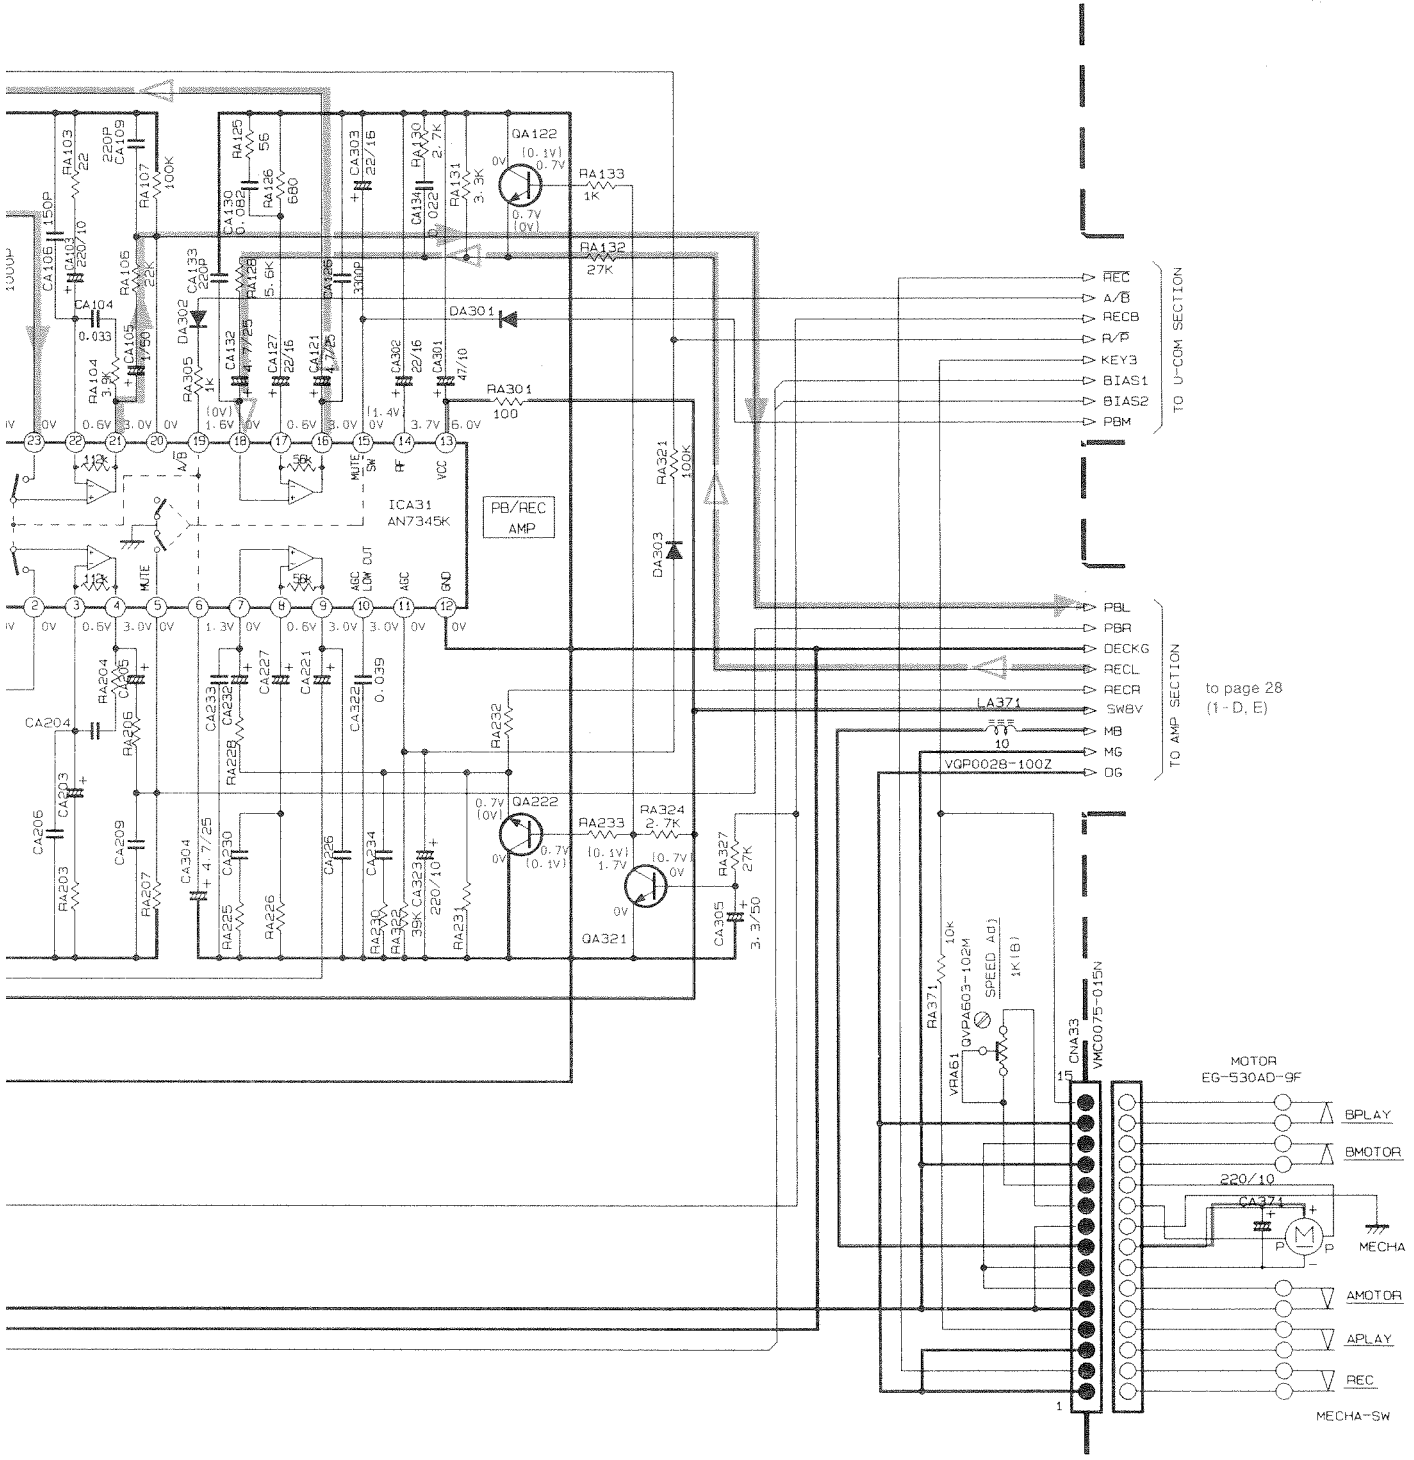 RA103
22
220P
CA109
RA107
100K
150P
CA106
CA103
220/10
1000P
RA106
22K
CA104
0.033
CA105
1/50
RA104
3.9K
RA125
56
RA126
680
CA130
0.082
CA133
220P
RA128
5.6K
DA302
RA305
1K
CA132
4.7/25
CA127
22/16
CA121
4.7/25
CA126
3300P
CA303
22/16
RA130
2.7K
CA134
0.022
RA131
3.3K
CA302
22/16
CA301
47/10
DA301
QA122
(0.1V)
0.7V
0V
0.7V
(0V)
RA133
1K
RA132
27K
RA301
100
REC
A/B
RECB
R/P
KEY3
BIAS1
BIAS2
PBM
TO U-COM SECTION
0V 0.6V 3.0V 0V (0V) 1.6V 0V 0.6V 3.0V 0V (1.4V) 3.7V 6.0V
23 22 21 20 19 18 17 16 15 14 13
A/B
MUTE
SW
RF
VCC
ICA31
AN7345K
PB/REC
AMP
RA321
100K
DA303
MUTE
AGC
LOW CUT
AGC
GND
2 3 4 5 6 7 8 9 10 11 12
0V 0.6V 3.0V 0V 1.3V 0V 0.6V 3.0V 0V 3.0V 0V
PBL
PBR
DECKG
RECL
RECR
SW8V
MB
MG
DG
TO AMP SECTION
to page 28
(1-D, E)
LA371
10
VQP0028-100Z
RA204
CA205
CA204
RA206
CA203
CA206
CA209
RA203
RA207
CA233
CA232
RA228
CA227
CA221
CA322
0.039
RA232
CA304
4.7/25
CA230
RA225
RA226
CA226
CA234
RA230
RA322
39K
CA323
220/10
RA231
0.7V
(0V)
QA222
0V
0.7V
(0.1V)
RA233
RA324
2.7K
(0.1V)
1.7V
(0.7V)
0V
0V
QA321
RA327
27K
CA305
3.3/50
RA371
10K
VRA61
QVPA603-102M
SPEED Adj
1K(B)
CNA33
VMC0075-015N
15
1
MOTOR
EG-530AD-9F
BPLAY
BMOTOR
220/10
CA371
M
P
P
MECHA
AMOTOR
APLAY
REC
MECHA-SW